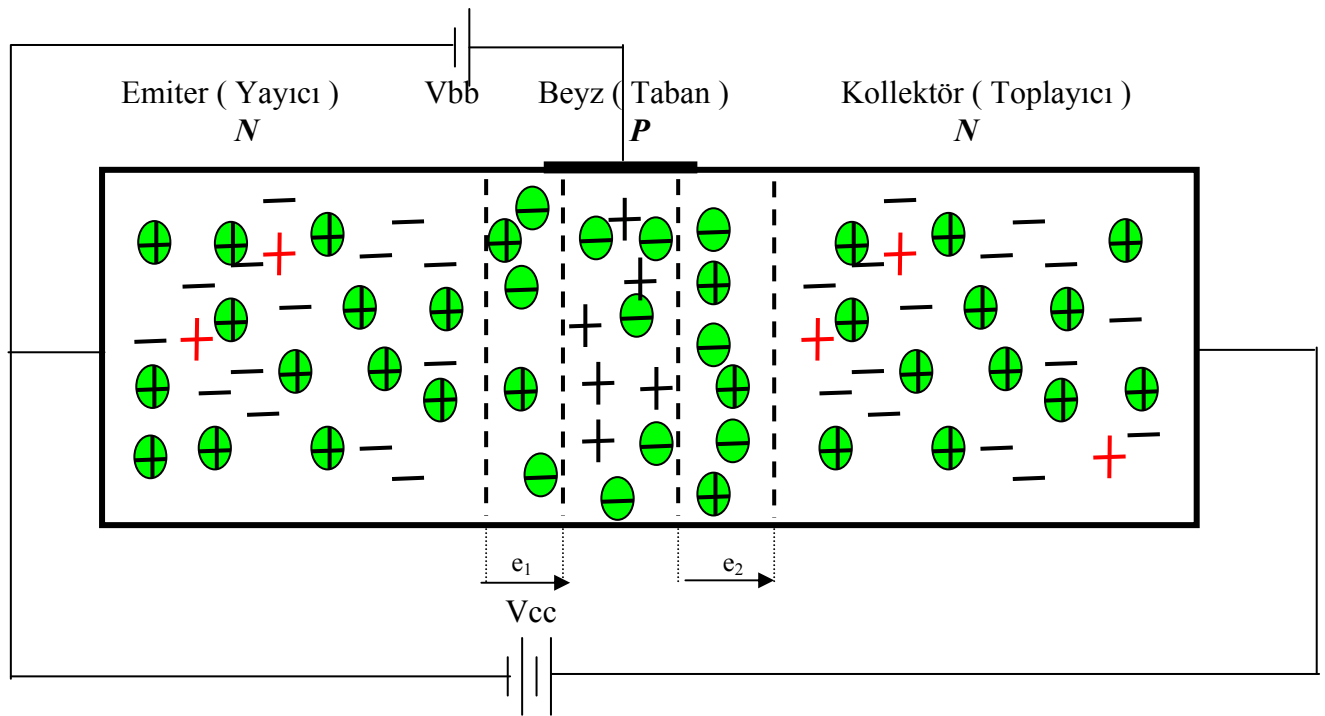 Emiter ( Yayıcı ) Vbb Beyz ( Taban ) Kollektör ( Toplayıcı )
N P N
e₁ e₂
Vcc